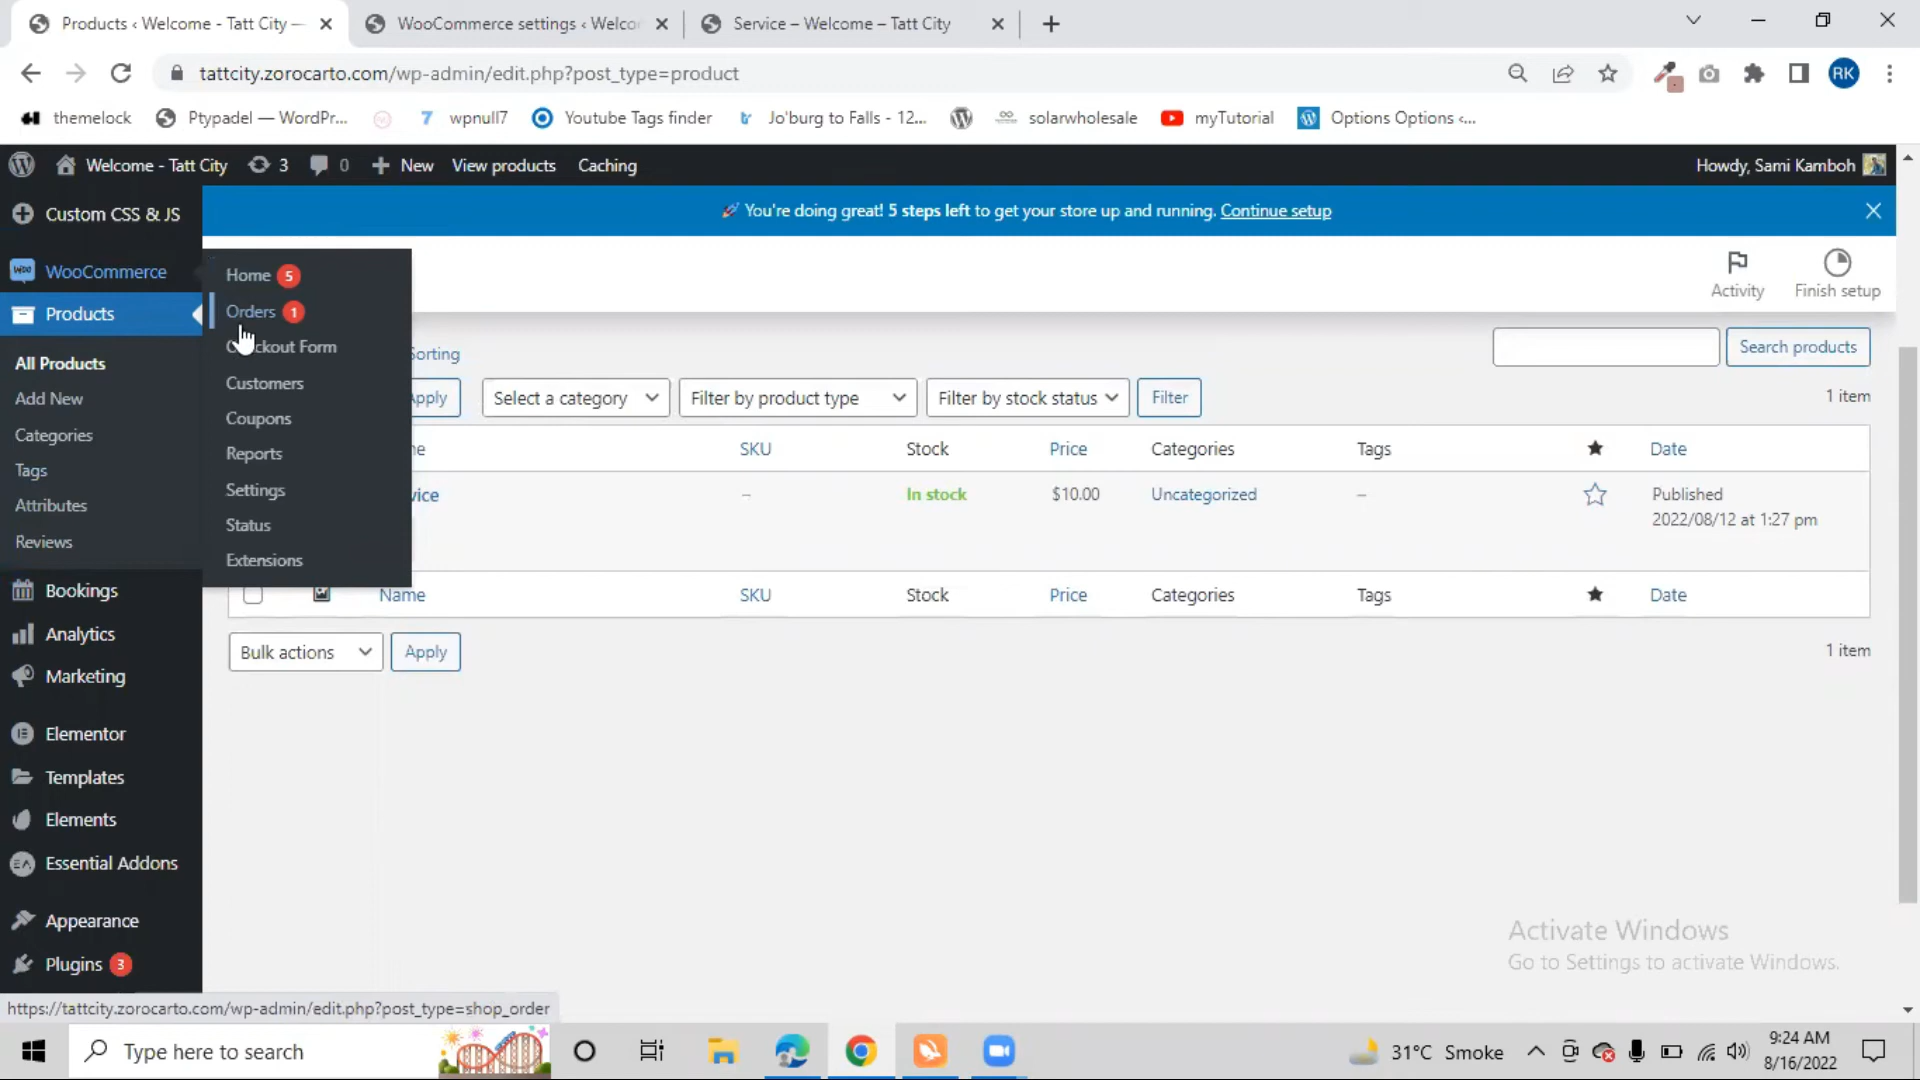 Products ‹ Welcome - Tatt City —
WooCommerce settings ‹ Welco
Service – Welcome – Tatt City
tattcity.zorocarto.com/wp-admin/edit.php?post_type=product
RK
themelock
Ptypadel — WordPr...
wpnull7
Youtube Tags finder
Jo'burg to Falls - 12...
solarwholesale
myTutorial
Options Options ‹...
Welcome - Tatt City
3
0
New
View products
Caching
Howdy, Sami Kamboh
You're doing great! 5 steps left to get your store up and running. Continue setup
Custom CSS & JS
WooCommerce
Products
All Products
Add New
Categories
Tags
Attributes
Reviews
Bookings
Analytics
Marketing
Elementor
Templates
Elements
Essential Addons
Appearance
Plugins 3
Home 5
Orders 1
Checkout Form
Customers
Coupons
Reports
Settings
Status
Extensions
Activity
Finish setup
Sorting
Search products
Apply
Select a category
Filter by product type
Filter by stock status
Filter
1 item
SKU
Stock
Price
Categories
Tags
Date
–
In stock
$10.00
Uncategorized
–
Published
2022/08/12 at 1:27 pm
Name
SKU
Stock
Price
Categories
Tags
Date
Bulk actions
Apply
1 item
Activate Windows
Go to Settings to activate Windows.
https://tattcity.zorocarto.com/wp-admin/edit.php?post_type=shop_order
Type here to search
31°C Smoke
9:24 AM
8/16/2022